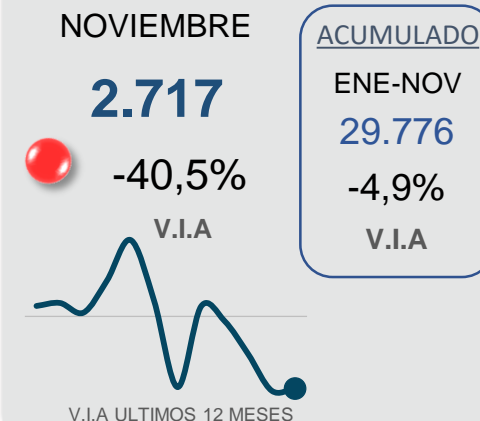 NOVIEMBRE
2.717
-40,5%
V.I.A
ACUMULADO
ENE-NOV
29.776
-4,9%
V.I.A
V.I.A ULTIMOS 12 MESES